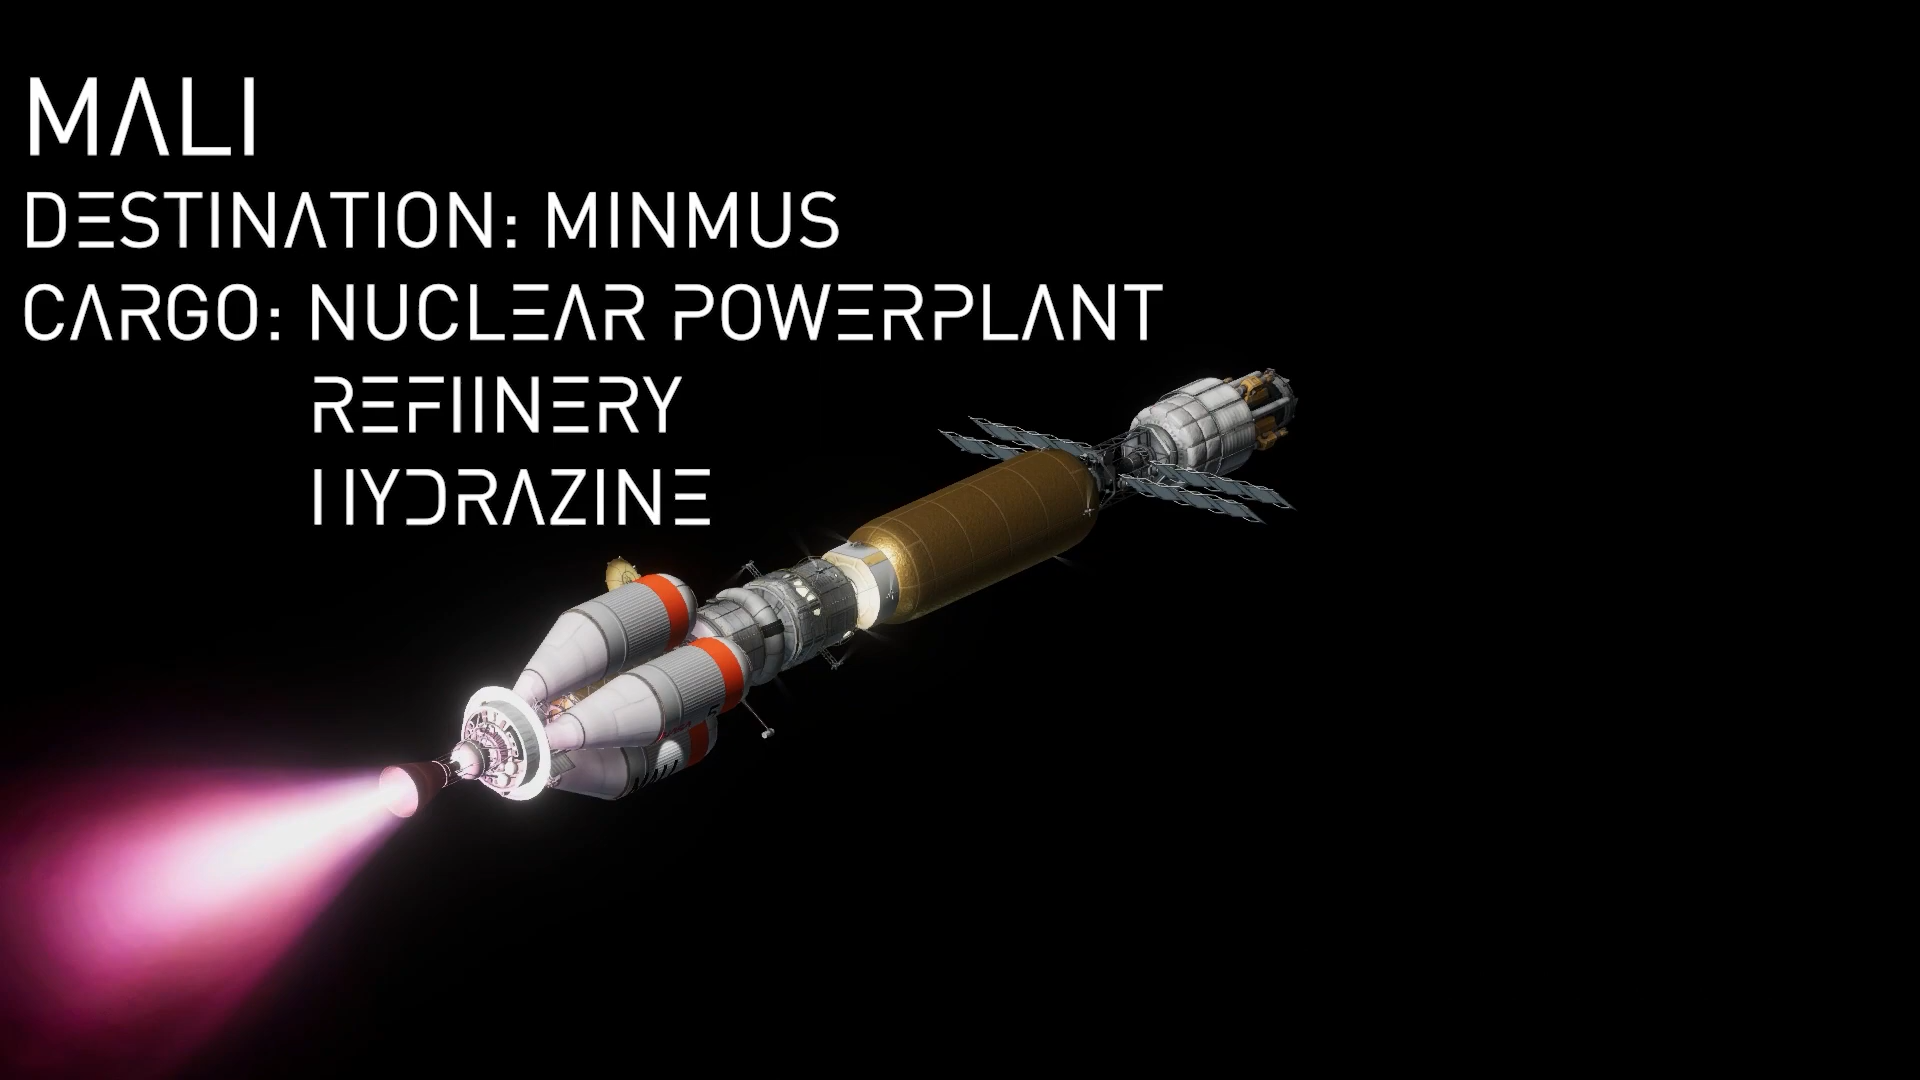 MALI
DESTINATION: MINMUS
CARGO: NUCLEAR POWERPLANT
REFIINERY
HYDRAZINE